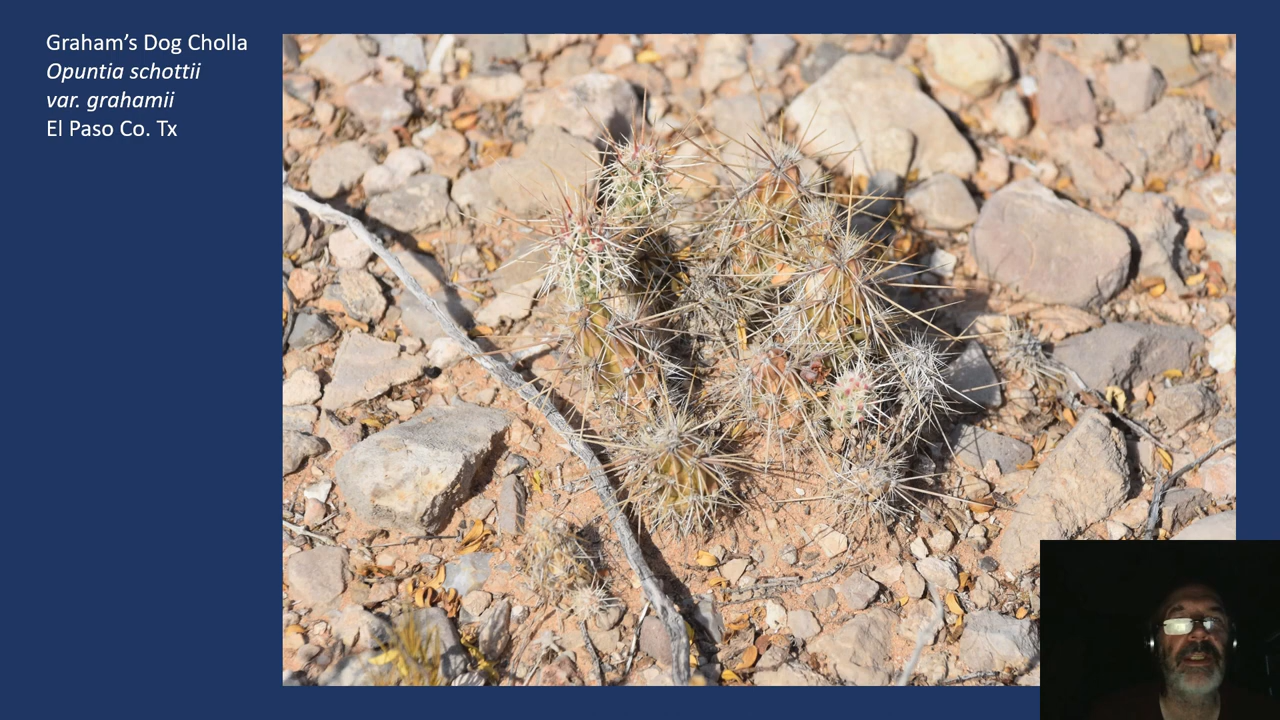 Graham’s Dog Cholla
Opuntia schottii
var. grahamii
El Paso Co. Tx